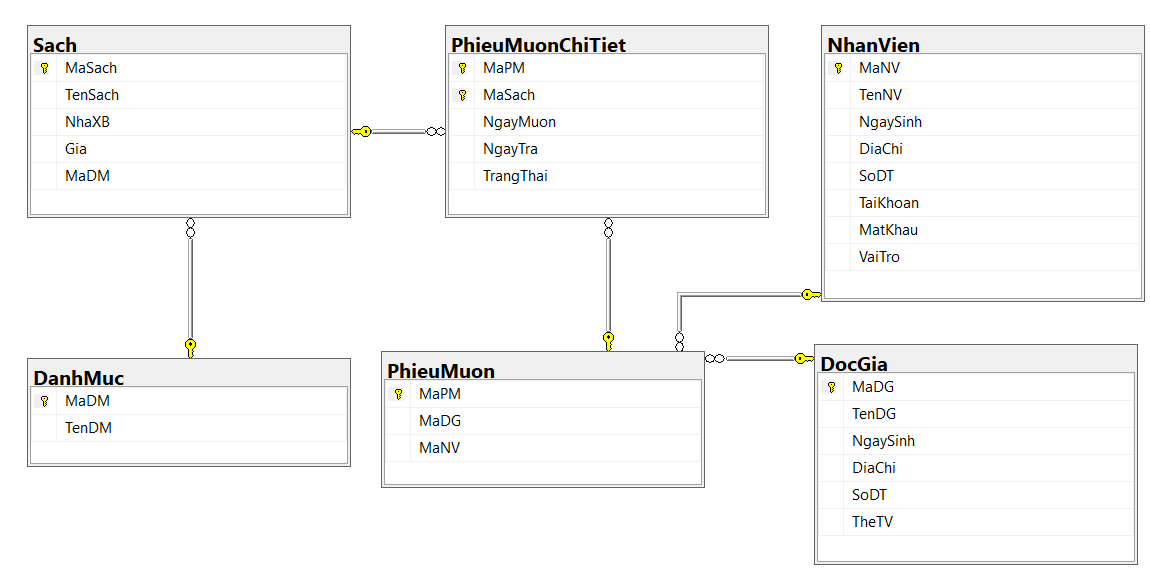 Sach
MaSach
TenSach
NhaXB
Gia
MaDM
PhieuMuonChiTiet
MaPM
MaSach
NgayMuon
NgayTra
TrangThai
NhanVien
MaNV
TenNV
NgaySinh
DiaChi
SoDT
TaiKhoan
MatKhau
VaiTro
DanhMuc
MaDM
TenDM
PhieuMuon
MaPM
MaDG
MaNV
DocGia
MaDG
TenDG
NgaySinh
DiaChi
SoDT
TheTV